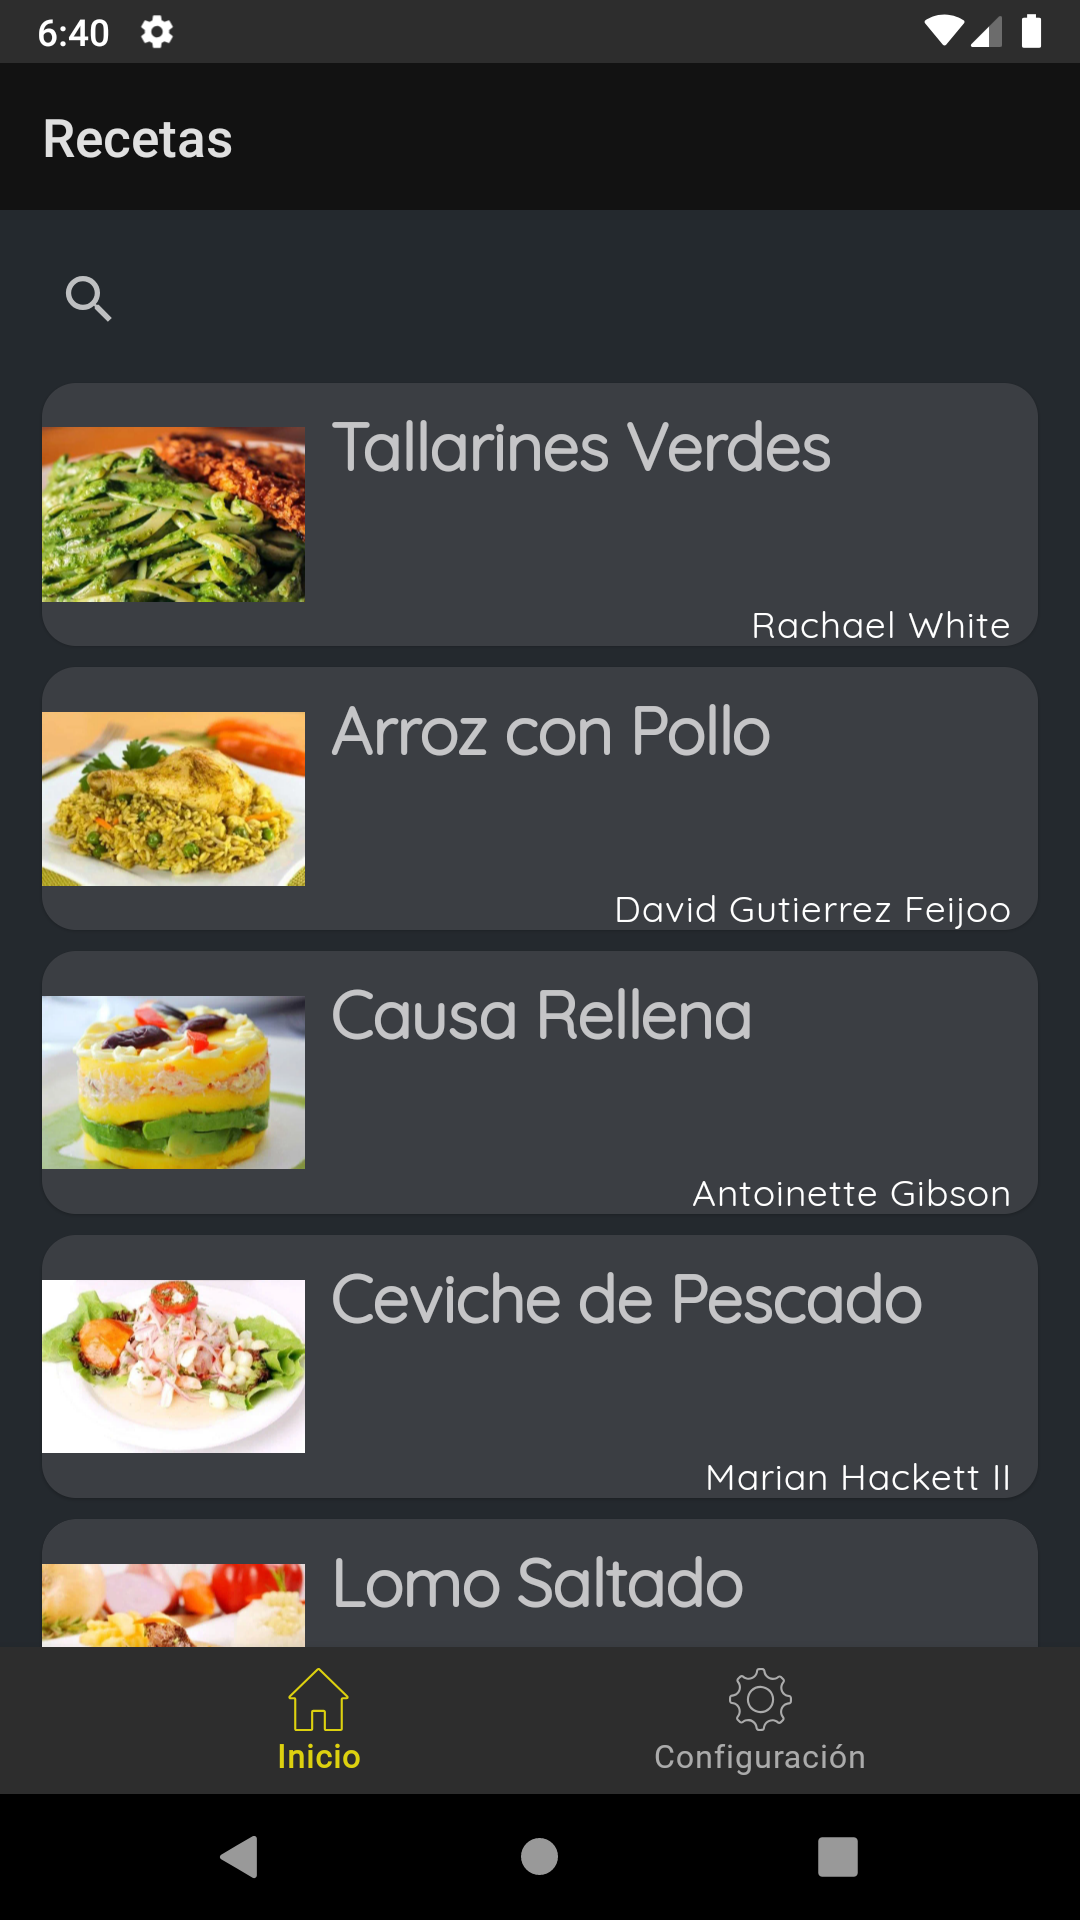 6:40
Recetas
Tallarines Verdes
Rachael White
Arroz con Pollo
David Gutierrez Feijoo
Causa Rellena
Antoinette Gibson
Ceviche de Pescado
Marian Hackett II
Lomo Saltado
Inicio
Configuración